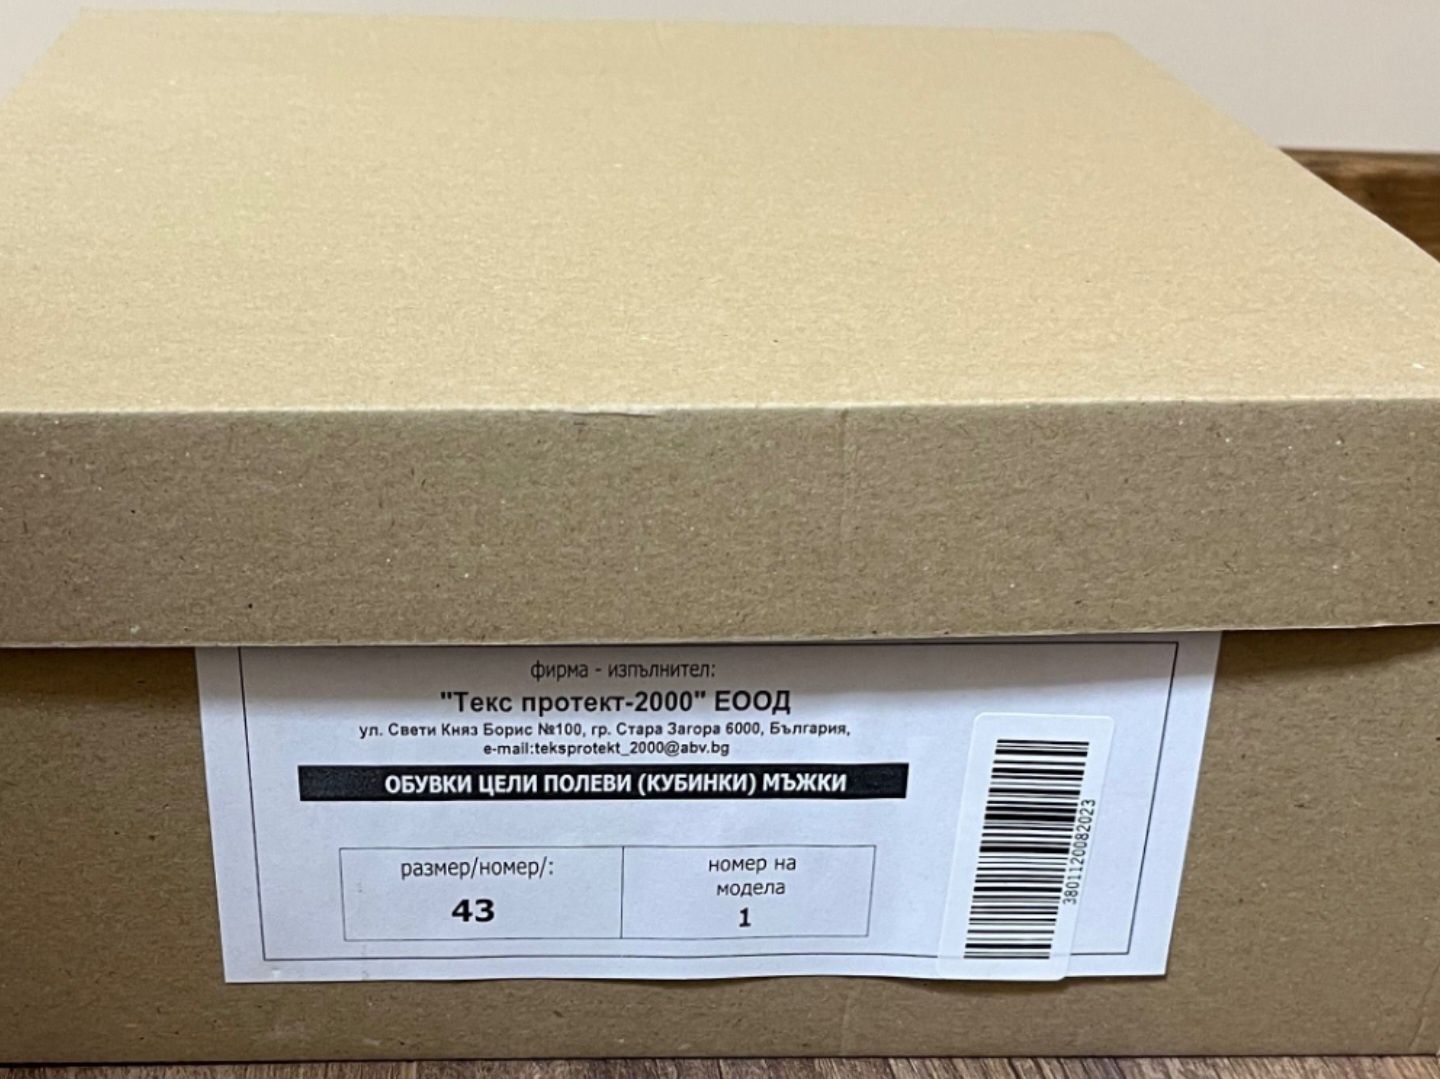 фирма - изпълнител:
"Текс протект-2000" ЕООД
ул. Свети Княз Борис №100, гр. Стара Загора 6000, България,
e-mail:teksprotekt_2000@abv.bg
ОБУВКИ ЦЕЛИ ПОЛЕВИ (КУБИНКИ) МЪЖКИ
размер/номер/:
43
номер на
модела
1
3801120082023